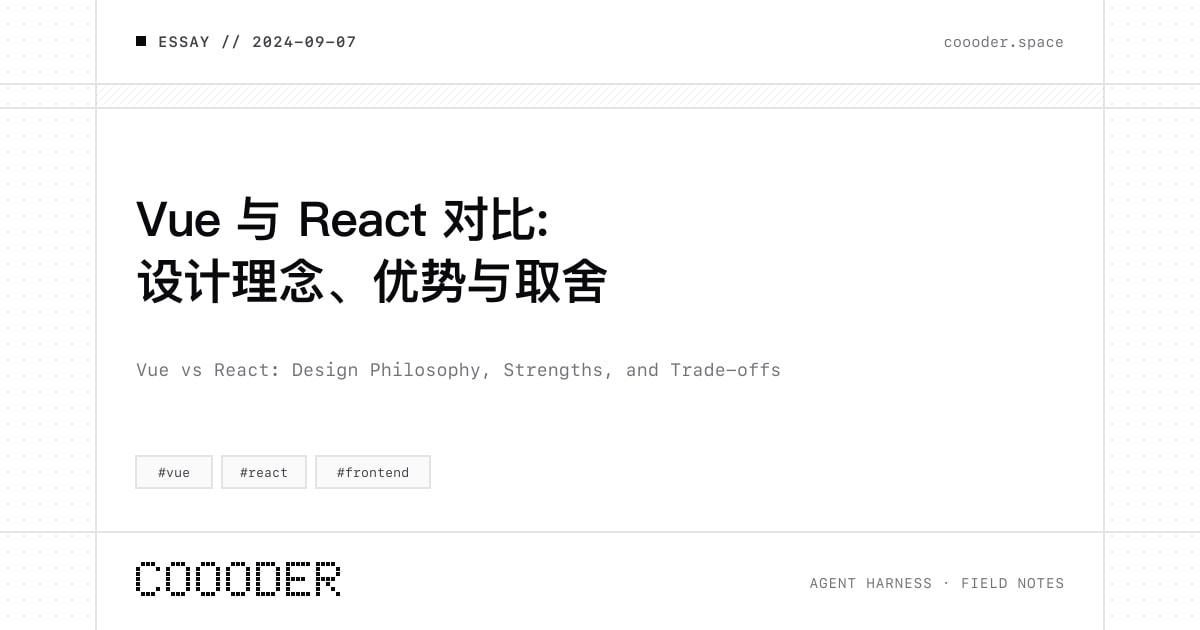 ESSAY // 2024-09-07
coooder.space
Vue 与 React 对比:
设计理念、优势与取舍
Vue vs React: Design Philosophy, Strengths, and Trade-offs
#vue
#react
#frontend
COOODER
AGENT HARNESS · FIELD NOTES